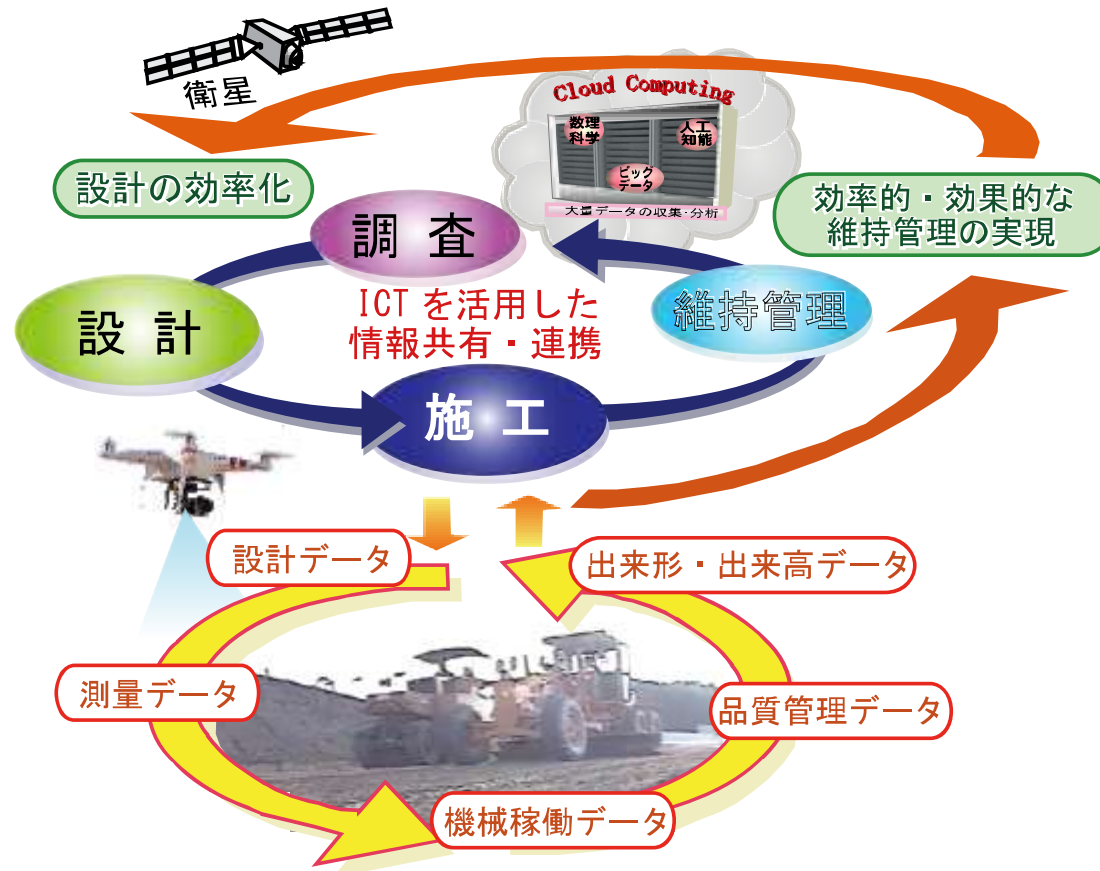 衛星
Cloud Computing
数理
科学
人工
知能
ビッグ
データ
大量データの収集・分析
設計の効率化
効率的・効果的な
維持管理の実現
調査
維持管理
設計
ICTを活用した
情報共有・連携
施工
設計データ
出来形・出来高データ
測量データ
品質管理データ
機械稼働データ